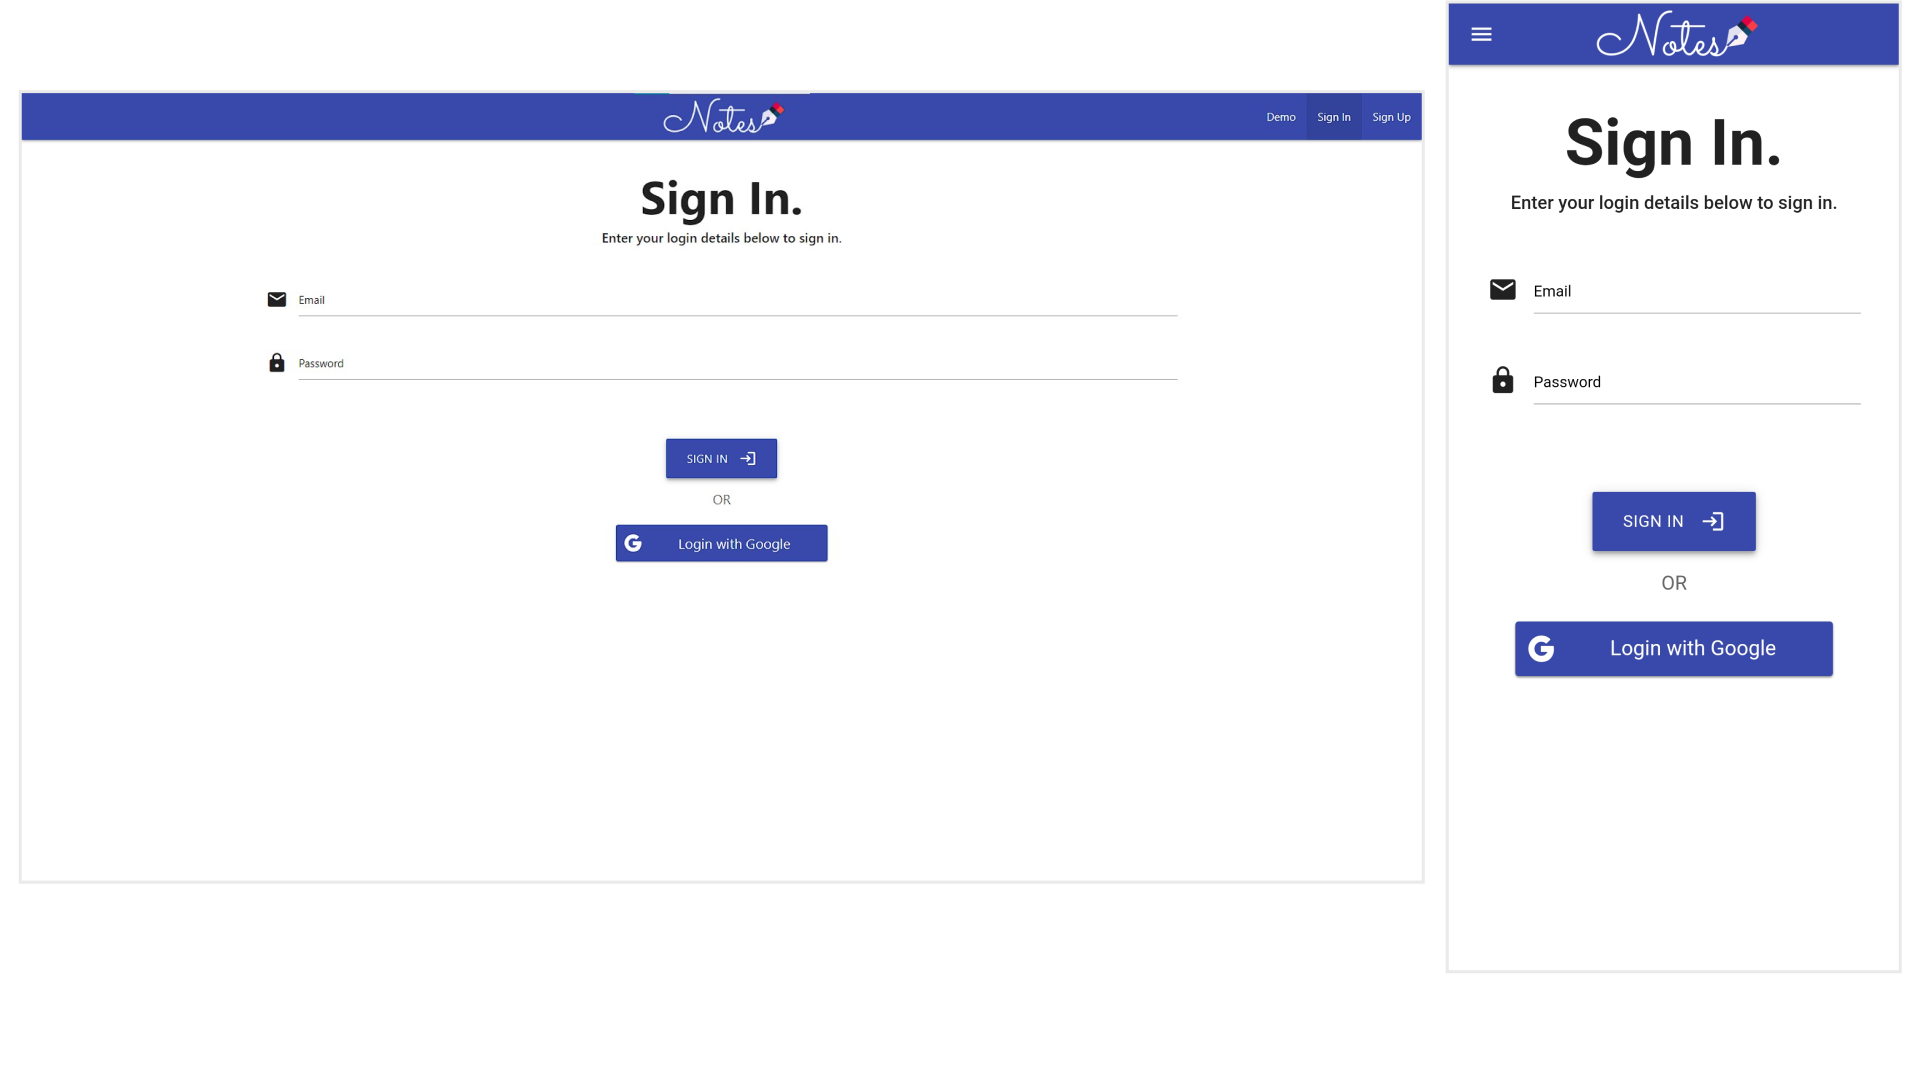 Notes
Demo
Sign In
Sign Up
Sign In.
Enter your login details below to sign in.
Email
Password
SIGN IN
OR
G Login with Google
Notes
Sign In.
Enter your login details below to sign in.
Email
Password
SIGN IN
OR
G Login with Google